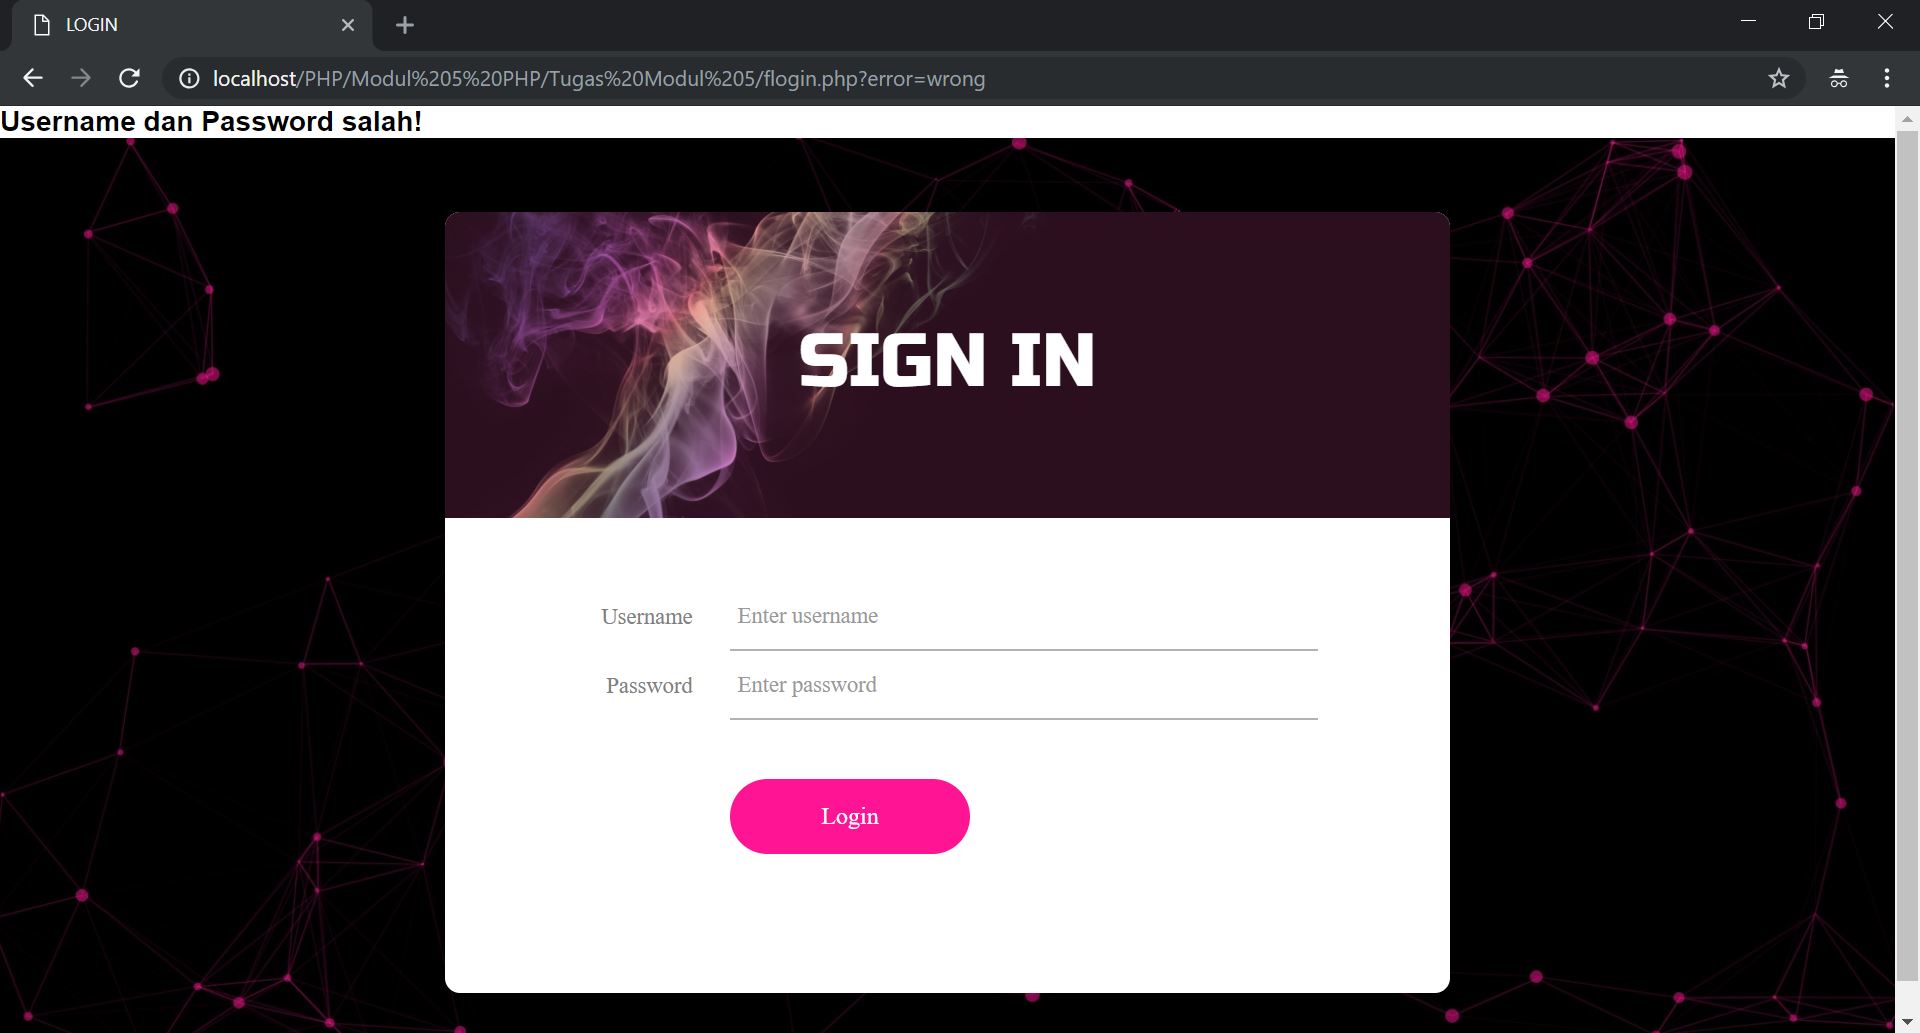 LOGIN
localhost/PHP/Modul%205%20PHP/Tugas%20Modul%205/flogin.php?error=wrong
Username dan Password salah!
SIGN IN
Username Enter username
Password Enter password
Login